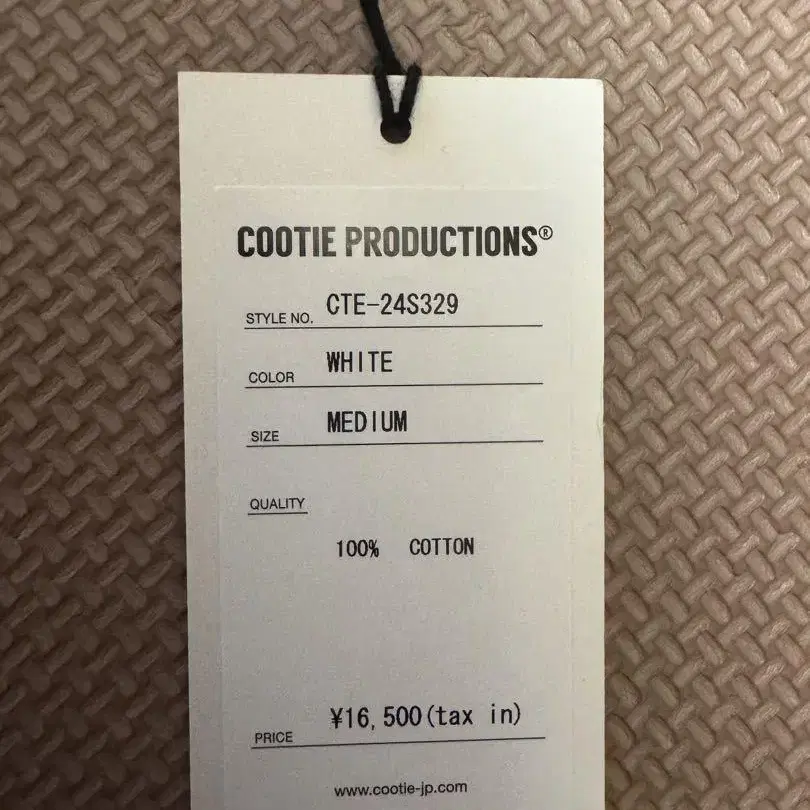 COOTIE PRODUCTIONS®
STYLE NO. CTE-24S329
COLOR WHITE
SIZE MEDIUM
QUALITY
100% COTTON
PRICE ¥16,500(tax in)
www.cootie-jp.com